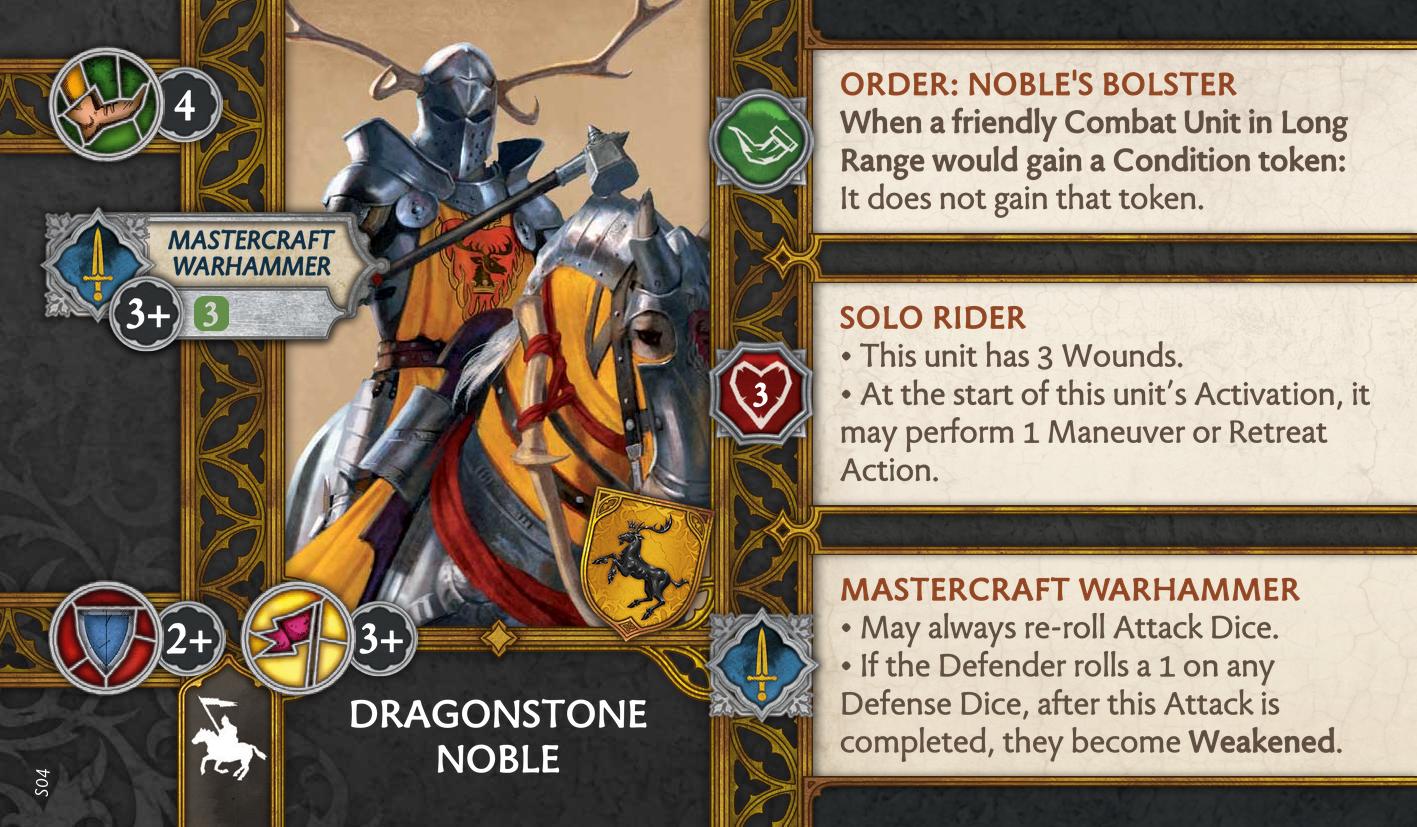 4
MASTERCRAFT
WARHAMMER
3+ 3
2+ 3+
DRAGONSTONE
NOBLE
S04
ORDER: NOBLE'S BOLSTER
When a friendly Combat Unit in Long
Range would gain a Condition token:
It does not gain that token.
SOLO RIDER
3
• This unit has 3 Wounds.
• At the start of this unit's Activation, it
may perform 1 Maneuver or Retreat
Action.
MASTERCRAFT WARHAMMER
• May always re-roll Attack Dice.
• If the Defender rolls a 1 on any
Defense Dice, after this Attack is
completed, they become Weakened.